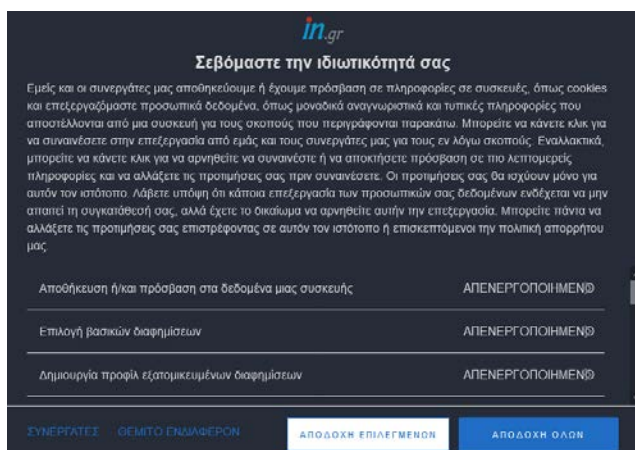 in.gr
Σεβόμαστε την ιδιωτικότητά σας
Εμείς και οι συνεργάτες μας αποθηκεύουμε ή έχουμε πρόσβαση σε πληροφορίες σε συσκευές, όπως cookies
και επεξεργαζόμαστε προσωπικά δεδομένα, όπως μοναδικά αναγνωριστικά και τυπικές πληροφορίες που
αποστέλλονται από μια συσκευή για τους σκοπούς που περιγράφονται παρακάτω. Μπορείτε να κάνετε κλικ για
να συναινέσετε στην επεξεργασία από εμάς και τους συνεργάτες μας για τους εν λόγω σκοπούς. Εναλλακτικά,
μπορείτε να κάνετε κλικ για να αρνηθείτε να συναινέστε ή να αποκτήσετε πρόσβαση σε πιο λεπτομερείς
πληροφορίες και να αλλάξετε τις προτιμήσεις σας πριν συναινέσετε. Οι προτιμήσεις σας θα ισχύουν μόνο για
αυτόν τον ιστότοπο. Λάβετε υπόψη ότι κάποια επεξεργασία των προσωπικών σας δεδομένων ενδέχεται να μην
απαιτεί τη συγκατάθεσή σας, αλλά έχετε το δικαίωμα να αρνηθείτε αυτήν την επεξεργασία. Μπορείτε πάντα να
αλλάξετε τις προτιμήσεις σας επιστρέφοντας σε αυτόν τον ιστότοπο ή επισκεπτόμενοι την πολιτική απορρήτου
μας.
Αποθήκευση ή/και πρόσβαση στα δεδομένα μιας συσκευής ΑΠΕΝΕΡΓΟΠΟΙΗΜΕΝΟ
Επιλογή βασικών διαφημίσεων ΑΠΕΝΕΡΓΟΠΟΙΗΜΕΝΟ
Δημιουργία προφίλ εξατομικευμένων διαφημίσεων ΑΠΕΝΕΡΓΟΠΟΙΗΜΕΝΟ
ΣΥΝΕΡΓΑΤΕΣ ΘΕΜΙΤΟ ΕΝΔΙΑΦΕΡΟΝ ΑΠΟΔΟΧΗ ΕΠΙΛΕΓΜΕΝΩΝ ΑΠΟΔΟΧΗ ΟΛΩΝ